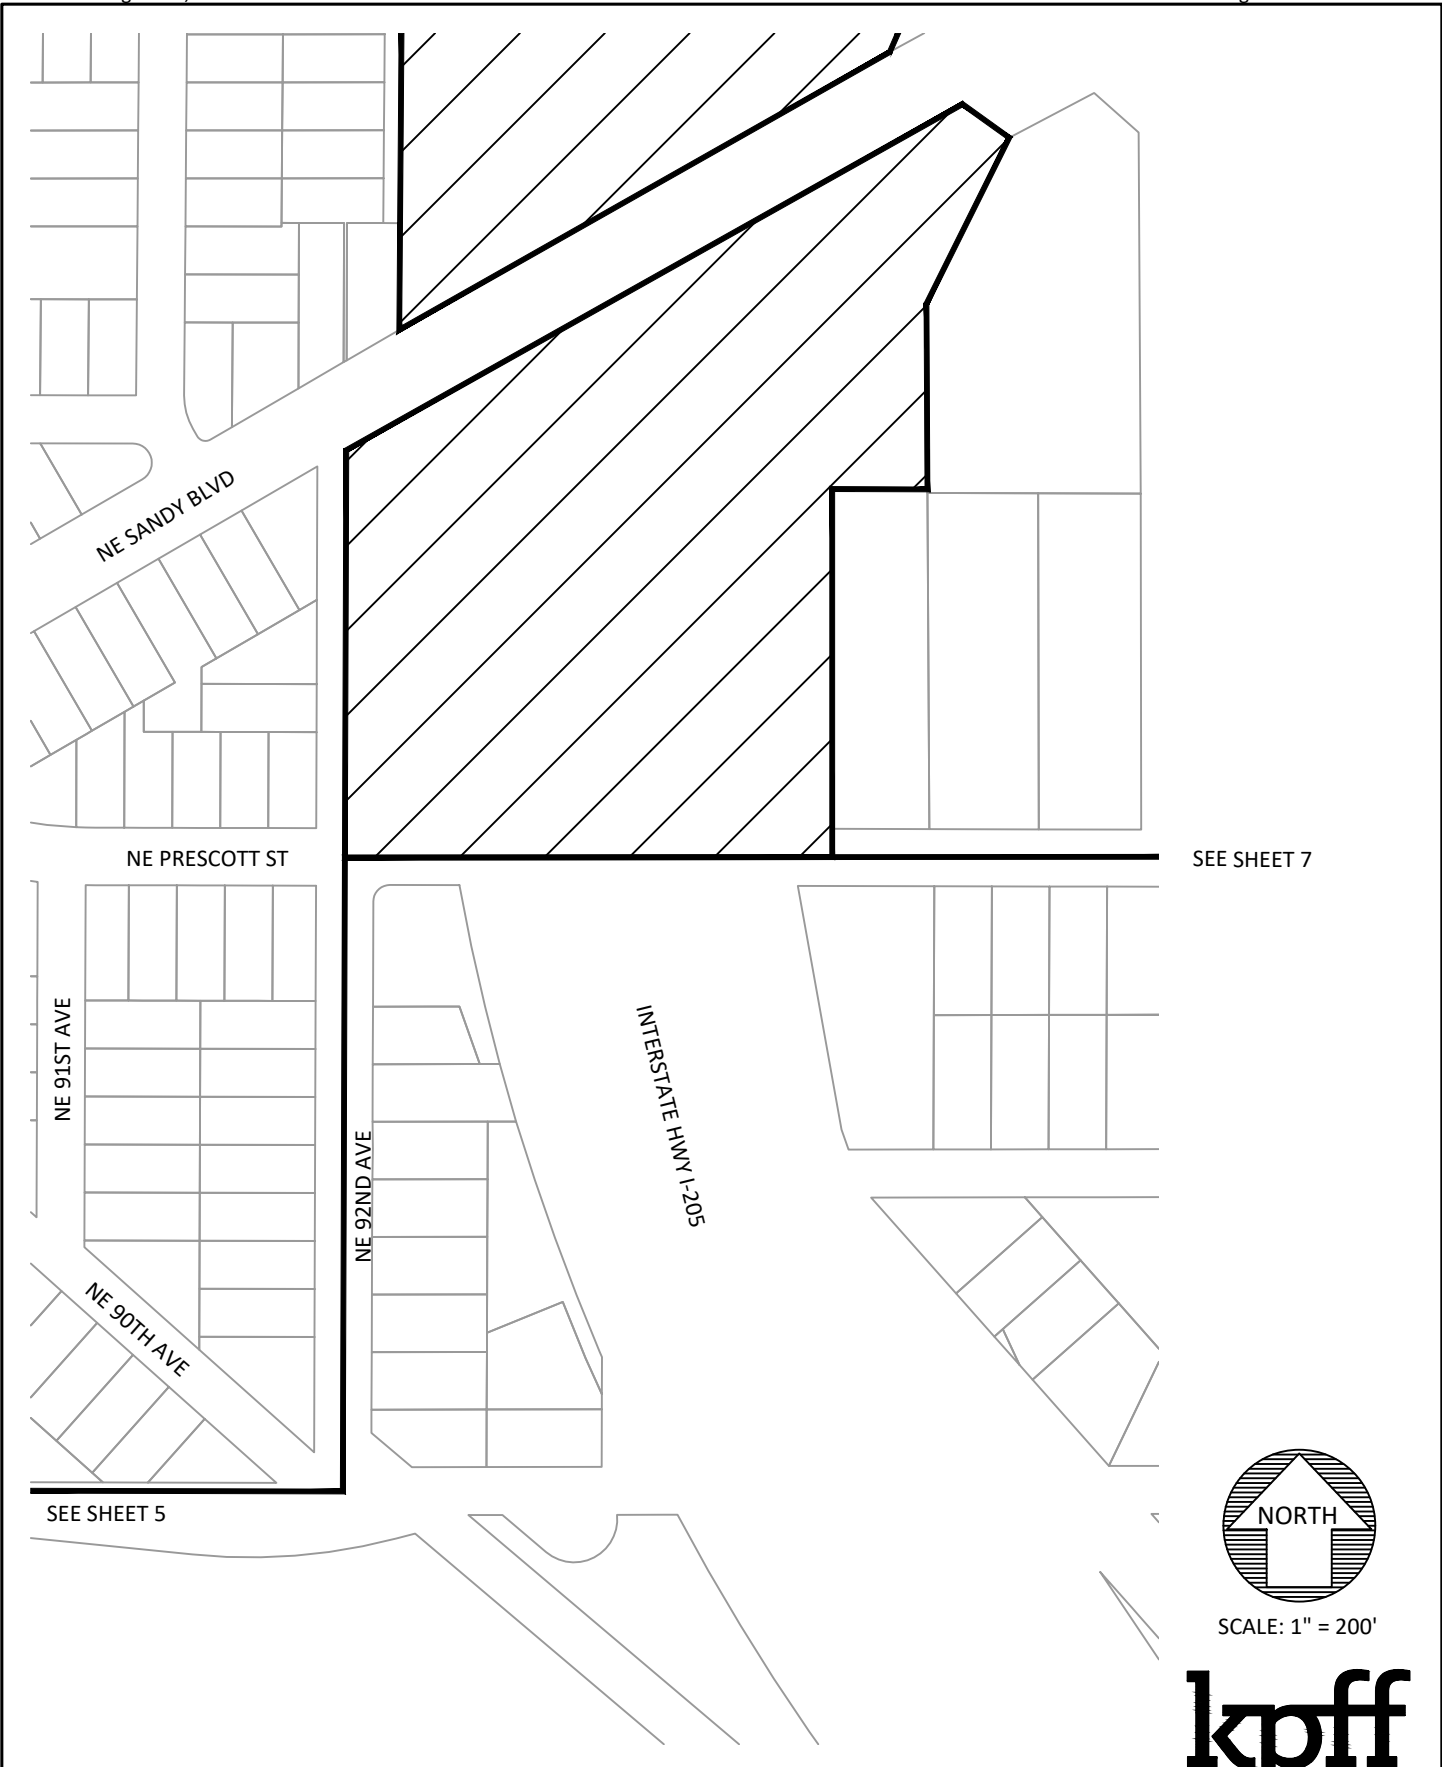 NE SANDY BLVD
NE PRESCOTT ST
SEE SHEET 7
NE 91ST AVE
INTERSTATE HWY I-205
NE 92ND AVE
NE 90TH AVE
SEE SHEET 5
NORTH
SCALE: 1" = 200'
kpff